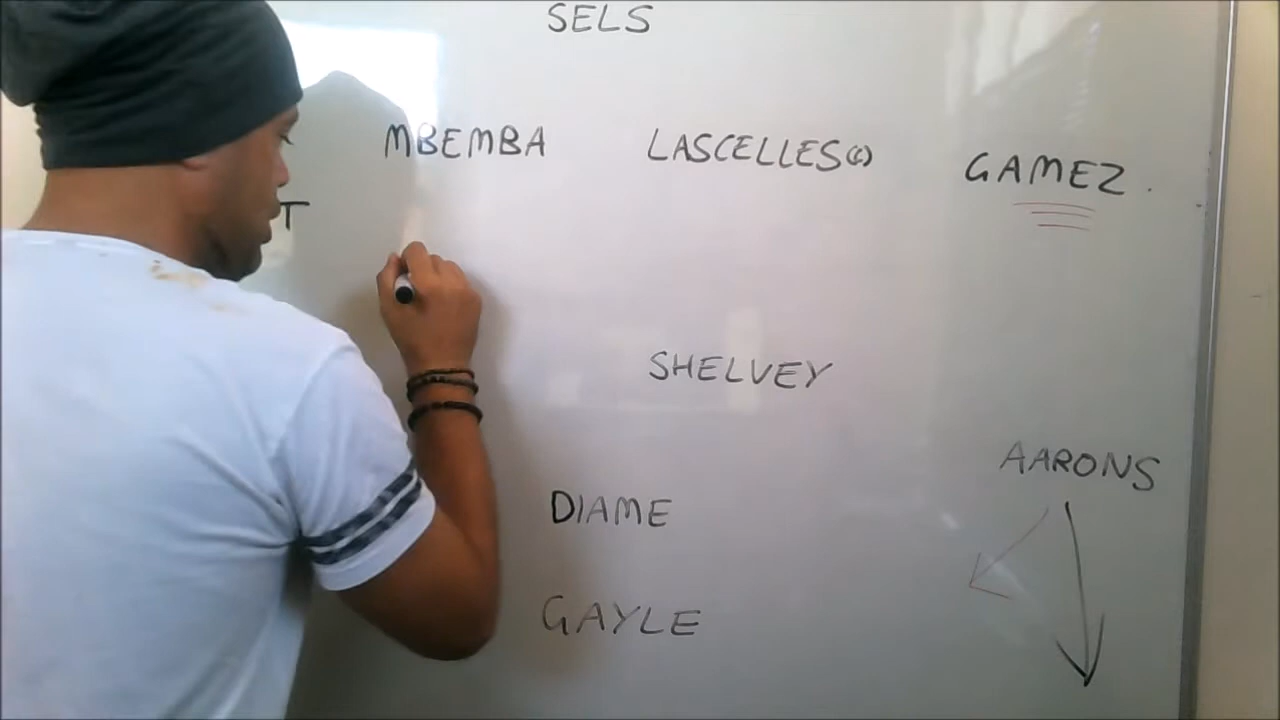 SELS
MBEMBA LASCELLES(c) GAMEZ.
T
SHELVEY
AARONS
DIAME
GAYLE